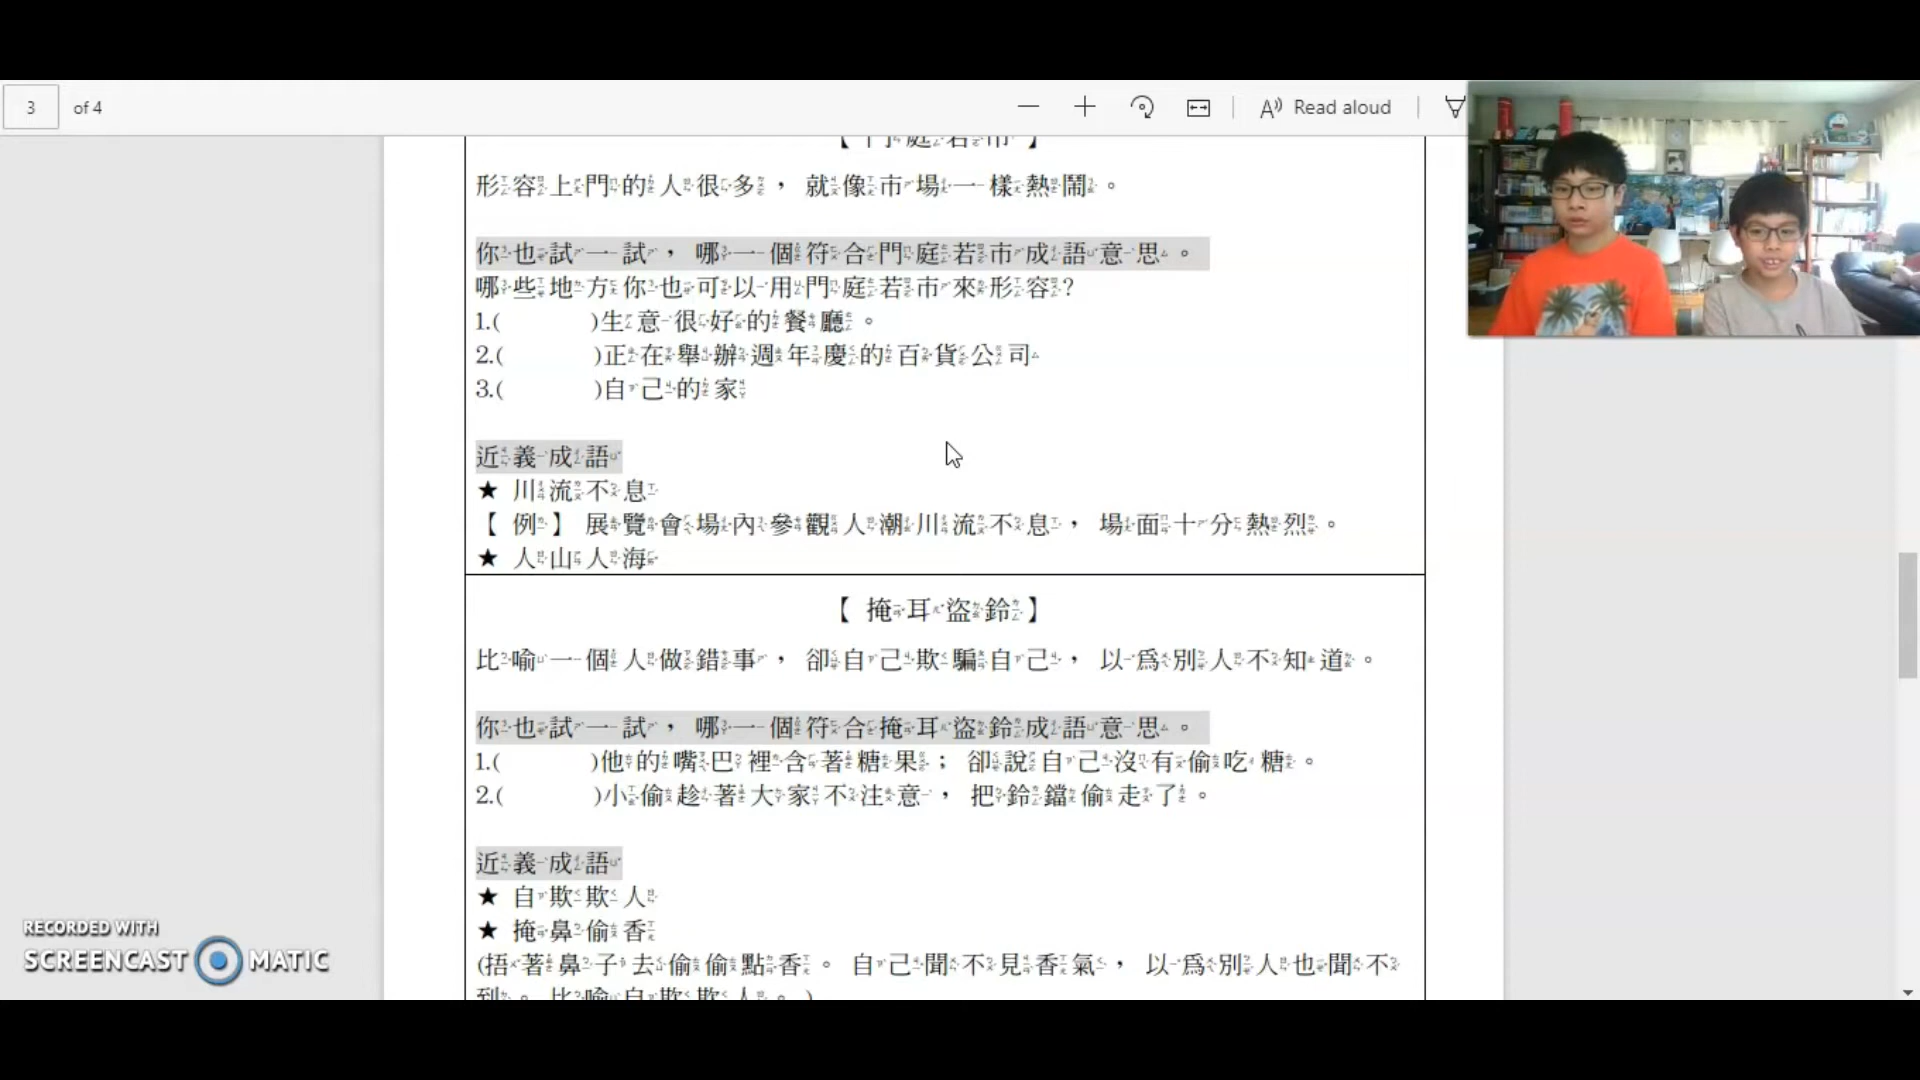 3 of 4 Read aloud
【門庭若市】
形容上門的人很多，就像市場一樣熱鬧。
你也試一試，哪一個符合門庭若市成語意思。
哪些地方你也可以用門庭若市來形容?
1.( )生意很好的餐廳。
2.( )正在舉辦週年慶的百貨公司
3.( )自己的家
近義成語
★ 川流不息
【例】展覽會場內參觀人潮川流不息，場面十分熱烈。
★ 人山人海
【掩耳盜鈴】
比喻一個人做錯事，卻自己欺騙自己，以為別人不知道。
你也試一試，哪一個符合掩耳盜鈴成語意思。
1.( )他的嘴巴裡含著糖果；卻說自己沒有偷吃糖。
2.( )小偷趁著大家不注意，把鈴鐺偷走了。
近義成語
★ 自欺欺人
★ 掩鼻偷香
(捂著鼻子去偷偷點香。自己聞不見香氣，以為別人也聞不
到。比喻自欺欺人。)
RECORDED WITH
SCREENCAST MATIC